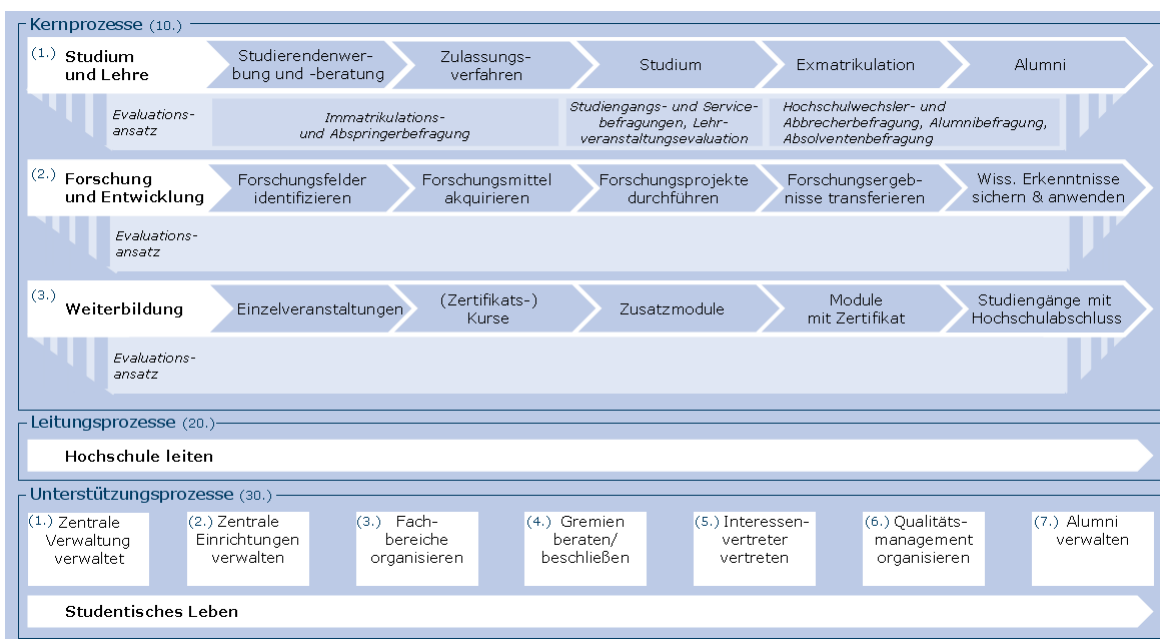 Kernprozesse (10.)
(1.) Studium
und Lehre
Studierendenwer-
bung und -beratung
Zulassungs-
verfahren
Studium
Exmatrikulation
Alumni
Evaluations-
ansatz
Immatrikulations-
und Abspringerbefragung
Studiengangs- und Service-
befragungen, Lehr-
veranstaltungsevaluation
Hochschulwechsler- und
Abbrecherbefragung, Alumnibefragung,
Absolventenbefragung
(2.) Forschung
und Entwicklung
Forschungsfelder
identifizieren
Forschungsmittel
akquirieren
Forschungsprojekte
durchführen
Forschungsergeb-
nisse transferieren
Wiss. Erkenntnisse
sichern & anwenden
Evaluations-
ansatz
(3.)
Weiterbildung
Einzelveranstaltungen
(Zertifikats-)
Kurse
Zusatzmodule
Module
mit Zertifikat
Studiengänge mit
Hochschulabschluss
Evaluations-
ansatz
Leitungsprozesse (20.)
Hochschule leiten
Unterstützungsprozesse (30.)
(1.) Zentrale
Verwaltung
verwaltet
(2.) Zentrale
Einrichtungen
verwalten
(3.) Fach-
bereiche
organisieren
(4.) Gremien
beraten/
beschließen
(5.) Interessen-
vertreter
vertreten
(6.) Qualitäts-
management
organisieren
(7.) Alumni
verwalten
Studentisches Leben